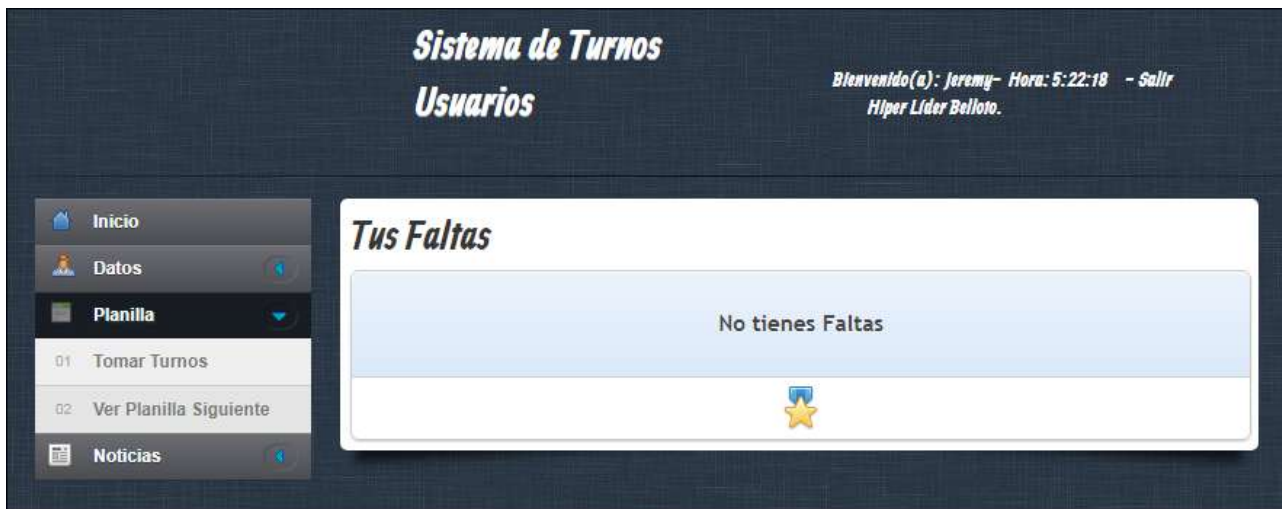 Sistema de Turnos
Usuarios
Bienvenido(a): Jeremy- Hora: 5:22:18 - Salir
Hiper Líder Belloto.
Inicio
Datos
Planilla
01 Tomar Turnos
02 Ver Planilla Siguiente
Noticias
Tus Faltas
No tienes Faltas